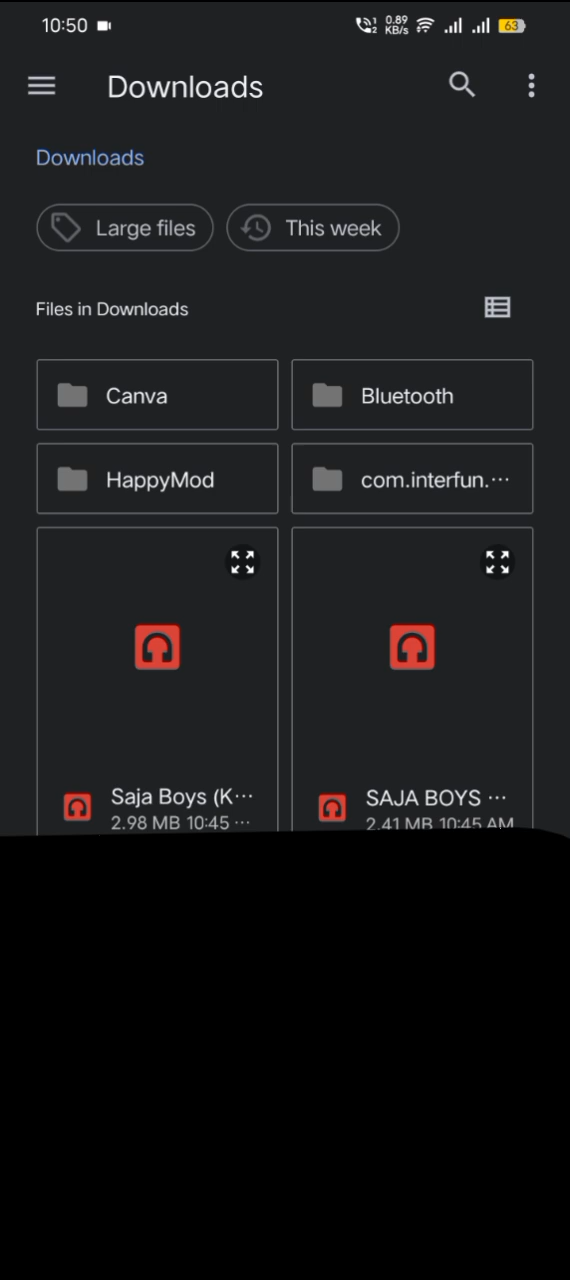 10:50
0.89 KB/s
63
Downloads
Downloads
Large files
This week
Files in Downloads
Canva
Bluetooth
HappyMod
com.interfun.…
Saja Boys (K…
2.98 MB 10:45 …
SAJA BOYS …
2.41 MB 10:45 AM